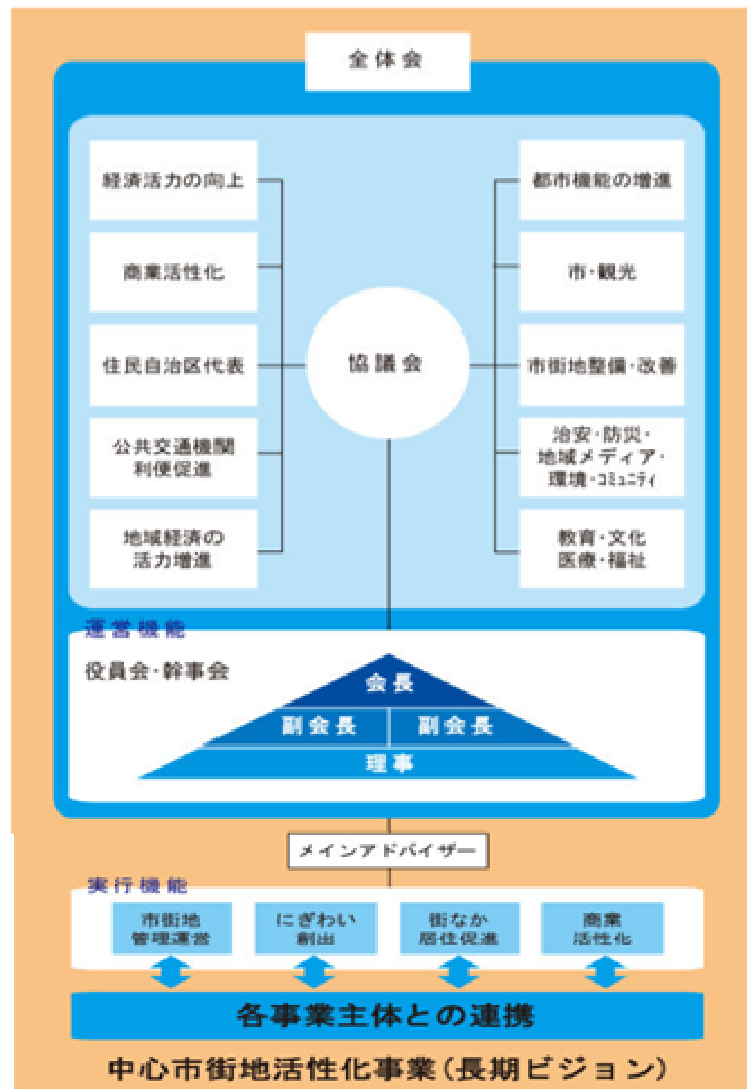 全体会
経済活力の向上
商業活性化
住民自治区代表
公共交通機関
利便促進
地域経済の
活力増進
協議会
都市機能の増進
市・観光
市街地整備・改善
治安・防災・
地域メディア・
環境・コミュニティ
教育・文化
医療・福祉
運営機能
役員会・幹事会
会長
副会長
副会長
理事
メインアドバイザー
実行機能
市街地
管理運営
にぎわい
創出
街なか
居住促進
商業
活性化
各事業主体との連携
中心市街地活性化事業(長期ビジョン)